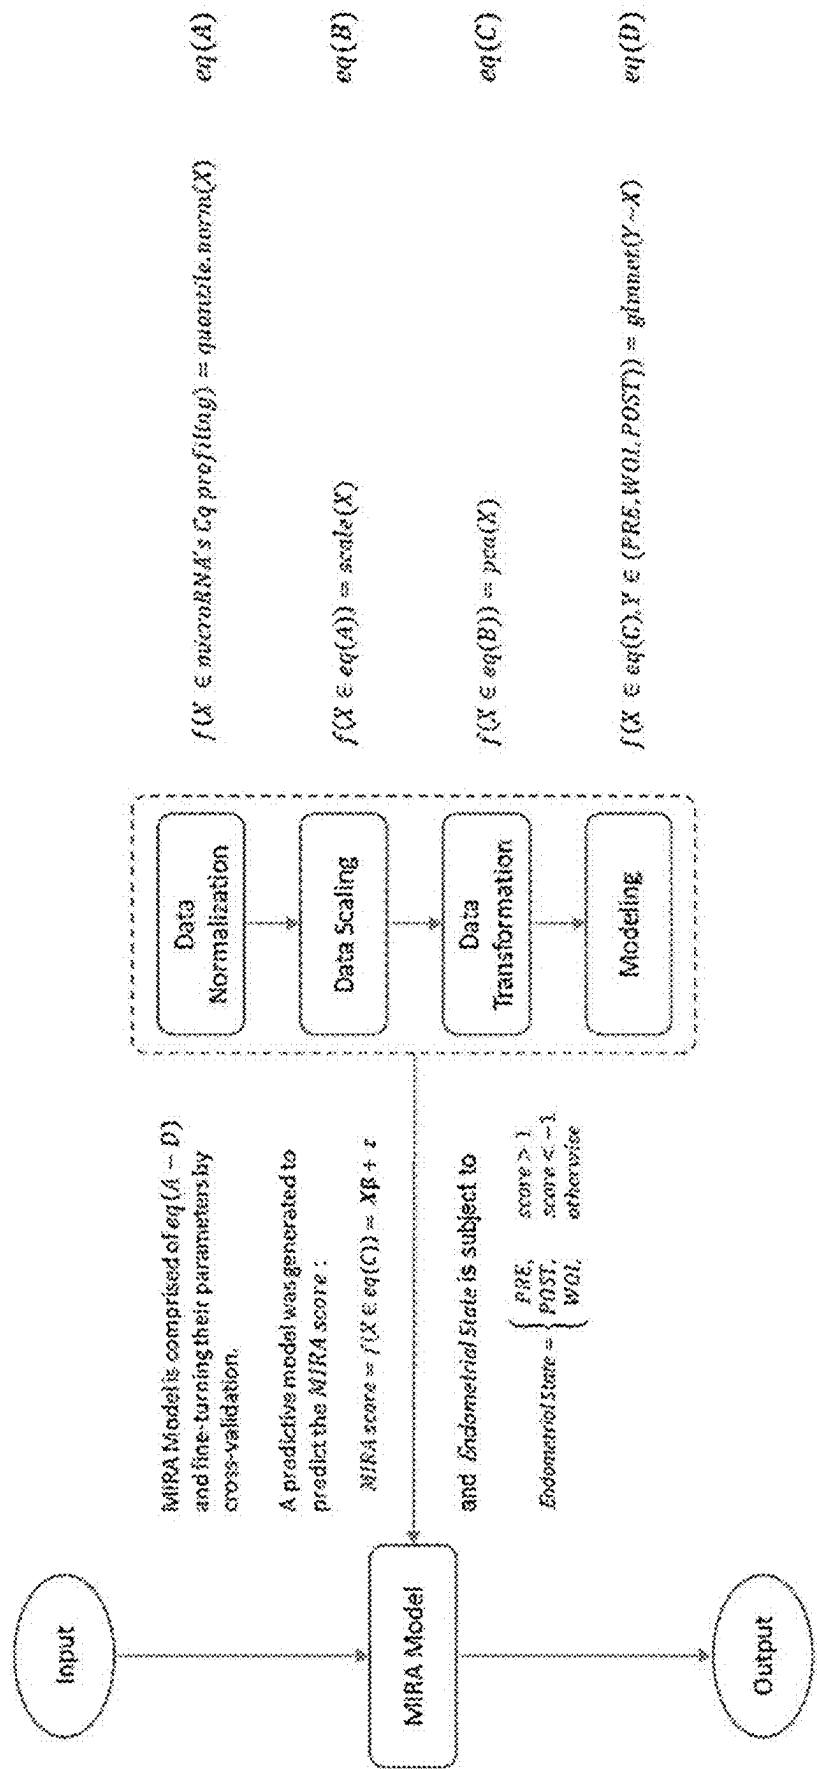 Input
MIRA Model
Output
MIRA Model is comprised of eq(A − D)
and fine-turning their parameters by
cross-validation.
A predictive model was generated to
predict the MIRA score :
MIRA score = f(X ∈ eq(C)) = Xβ + ε
and Endometrial State is subject to
Endometrial State = { PRE, score > 1
POST, score < −1
WOI, otherwise
Data
Normalization
Data Scaling
Data
Transformation
Modeling
f(X ∈ microRNA's Cq profiling) = quantile.norm(X) eq(A)
f(X ∈ eq(A)) = scale(X) eq(B)
f(X ∈ eq(B)) = pca(X) eq(C)
f(X ∈ eq(C), Y ∈ (PRE, WOI, POST)) = glmnet(Y~X) eq(D)